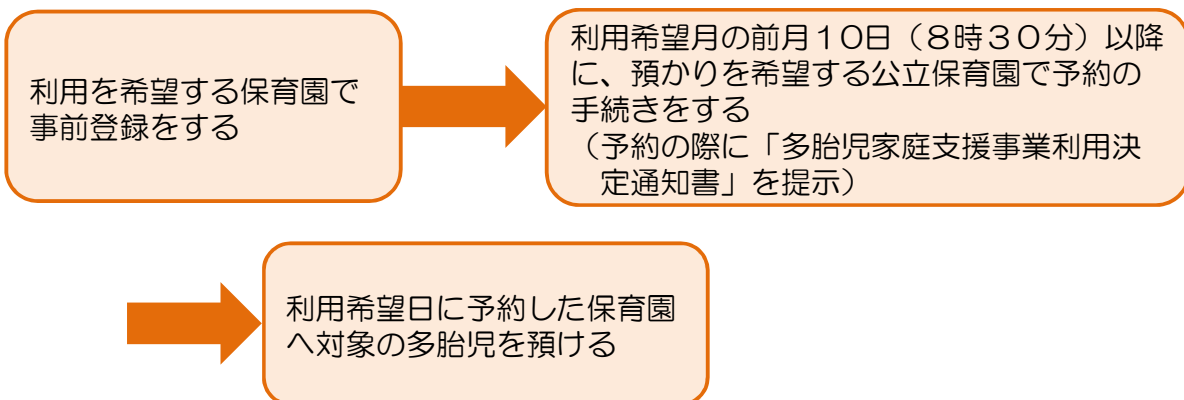 利用を希望する保育園で
事前登録をする
利用希望月の前月１０日（８時３０分）以降
に、預かりを希望する公立保育園で予約の
手続きをする
（予約の際に「多胎児家庭支援事業利用決
定通知書」を提示）
利用希望日に予約した保育園
へ対象の多胎児を預ける